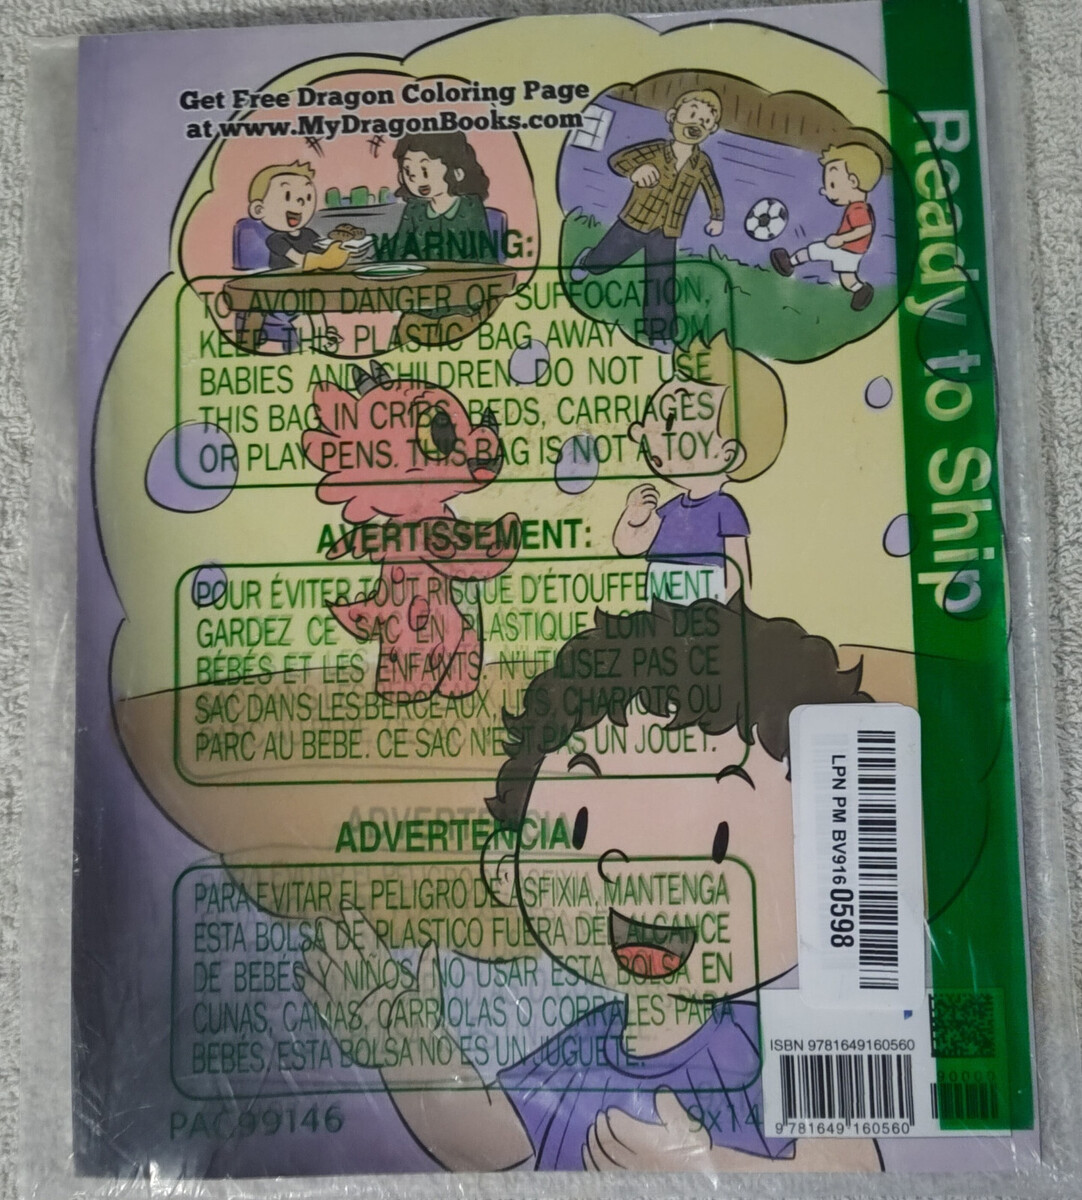 Get Free Dragon Coloring Page
at www.MyDragonBooks.com
Ready to Ship
WARNING:
TO AVOID DANGER OF SUFFOCATION,
KEEP THIS PLASTIC BAG AWAY FROM
BABIES AND CHILDREN. DO NOT USE
THIS BAG IN CRIBS, BEDS, CARRIAGES
OR PLAY PENS. THIS BAG IS NOT A TOY.
AVERTISSEMENT:
POUR ÉVITER TOUT RISQUE D'ÉTOUFFEMENT,
GARDEZ CE SAC EN PLASTIQUE LOIN DES
BÉBÉS ET LES ENFANTS. N'UTILISEZ PAS CE
SAC DANS LES BERCEAUX, LITS, CHARIOTS OU
PARC AU BEBE. CE SAC N'EST PAS UN JOUET.
ADVERTENCIA
PARA EVITAR EL PELIGRO DE ASFIXIA, MANTENGA
ESTA BOLSA DE PLASTICO FUERA DEL ALCANCE
DE BEBÉS Y NIÑOS, NO USAR ESTA BOLSA EN
CUNAS, CAMAS, CARRIOLAS O CORRALES PARA
BEBÉS, ESTA BOLSA NO ES UN JUGUETE.
PAC99146
9x14
LPN PM BV916 0598
ISBN 9781649160560
90000
9 781649 160560